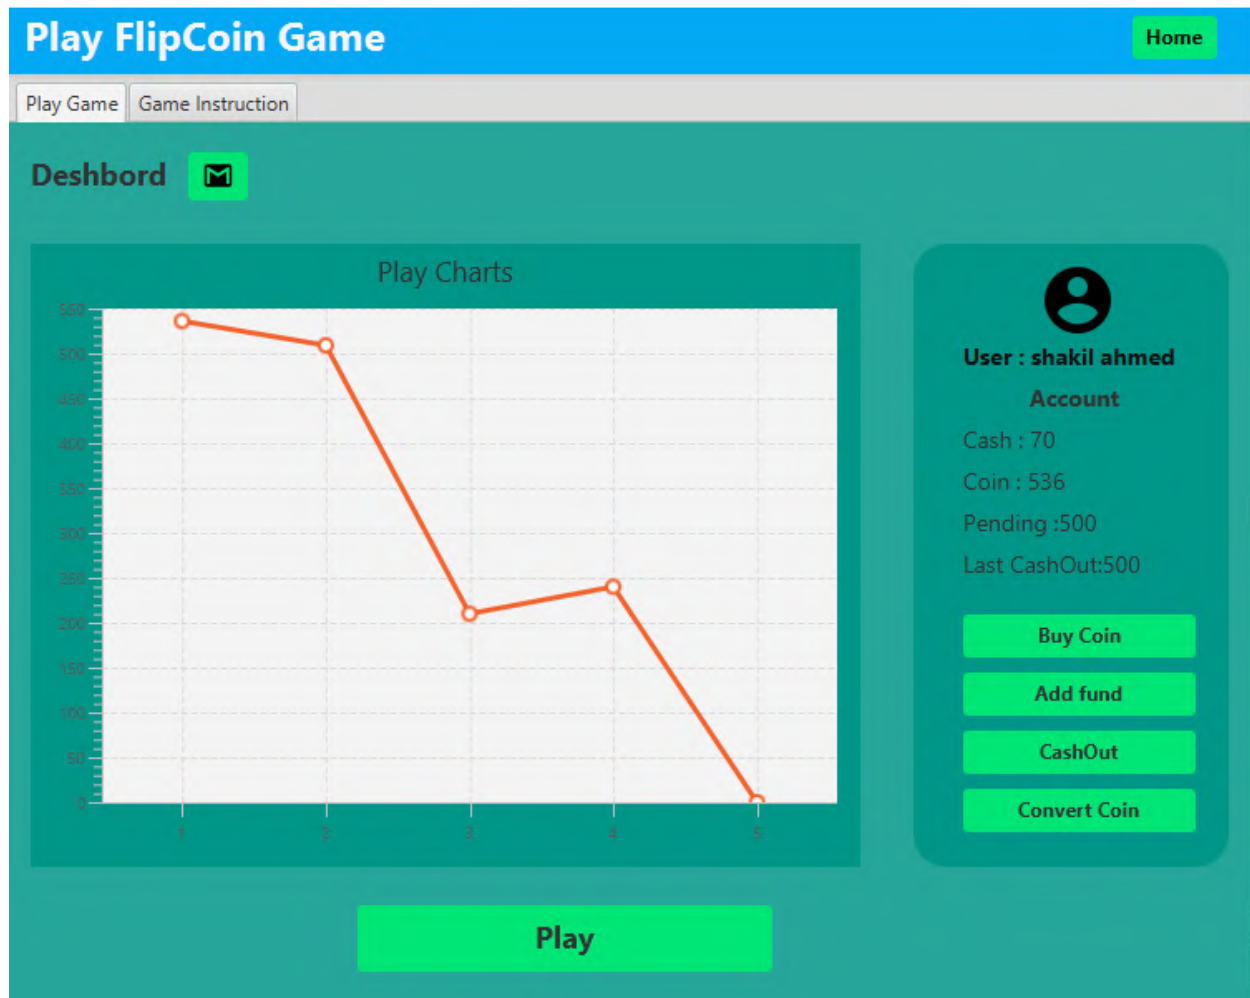 Play FlipCoin Game
Home
Play Game
Game Instruction
Deshbord
Play Charts
550
500
450
400
350
300
250
200
150
100
50
0
1
2
3
4
5
User : shakil ahmed
Account
Cash : 70
Coin : 536
Pending :500
Last CashOut:500
Buy Coin
Add fund
CashOut
Convert Coin
Play